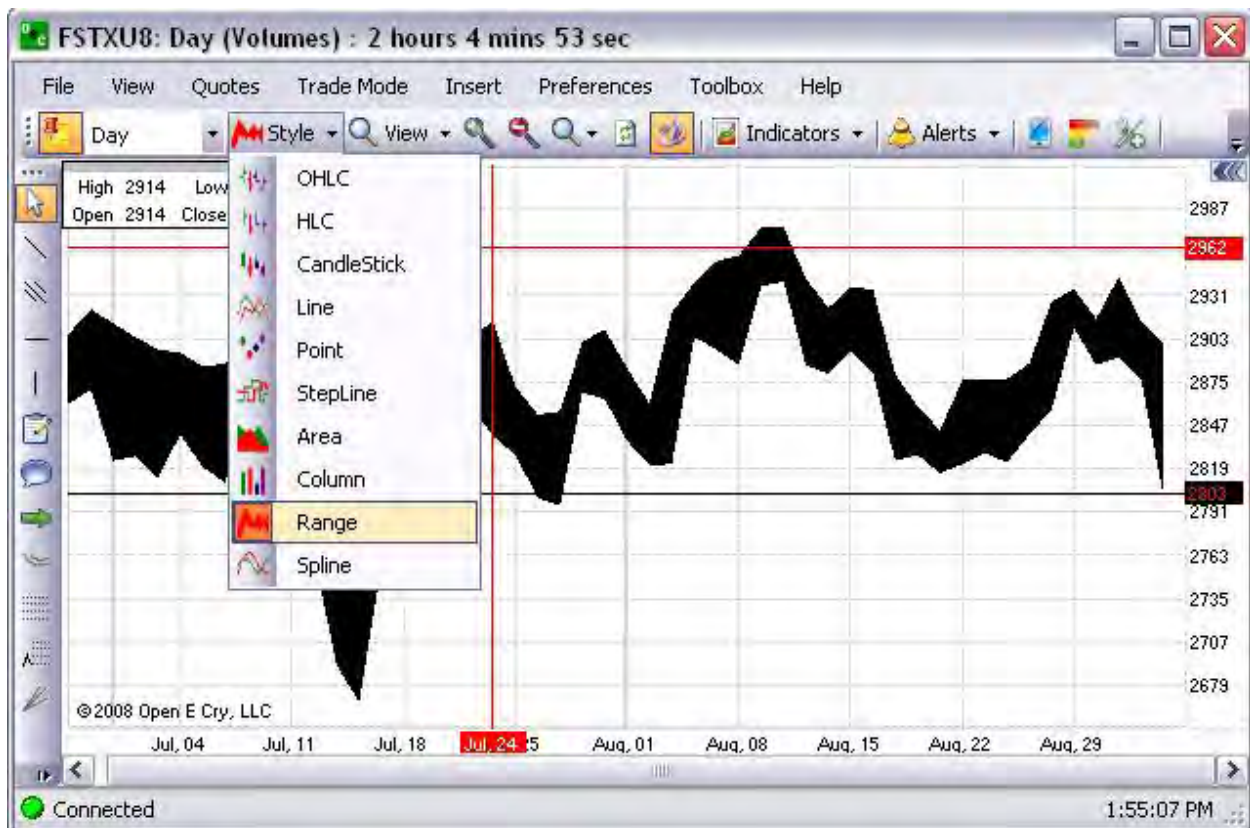 FSTXU8: Day (Volumes) : 2 hours 4 mins 53 sec
File View Quotes Trade Mode Insert Preferences Toolbox Help
Day Style View Indicators Alerts
High 2914 Low
Open 2914 Close
OHLC
HLC
CandleStick
Line
Point
StepLine
Area
Column
Range
Spline
2987
2962
2931
2903
2875
2847
2819
2803
2791
2763
2735
2707
2679
©2008 Open E Cry, LLC
Jul, 04 Jul, 11 Jul, 18 Jul, 24 Aug, 01 Aug, 08 Aug, 15 Aug, 22 Aug, 29
Connected 1:55:07 PM